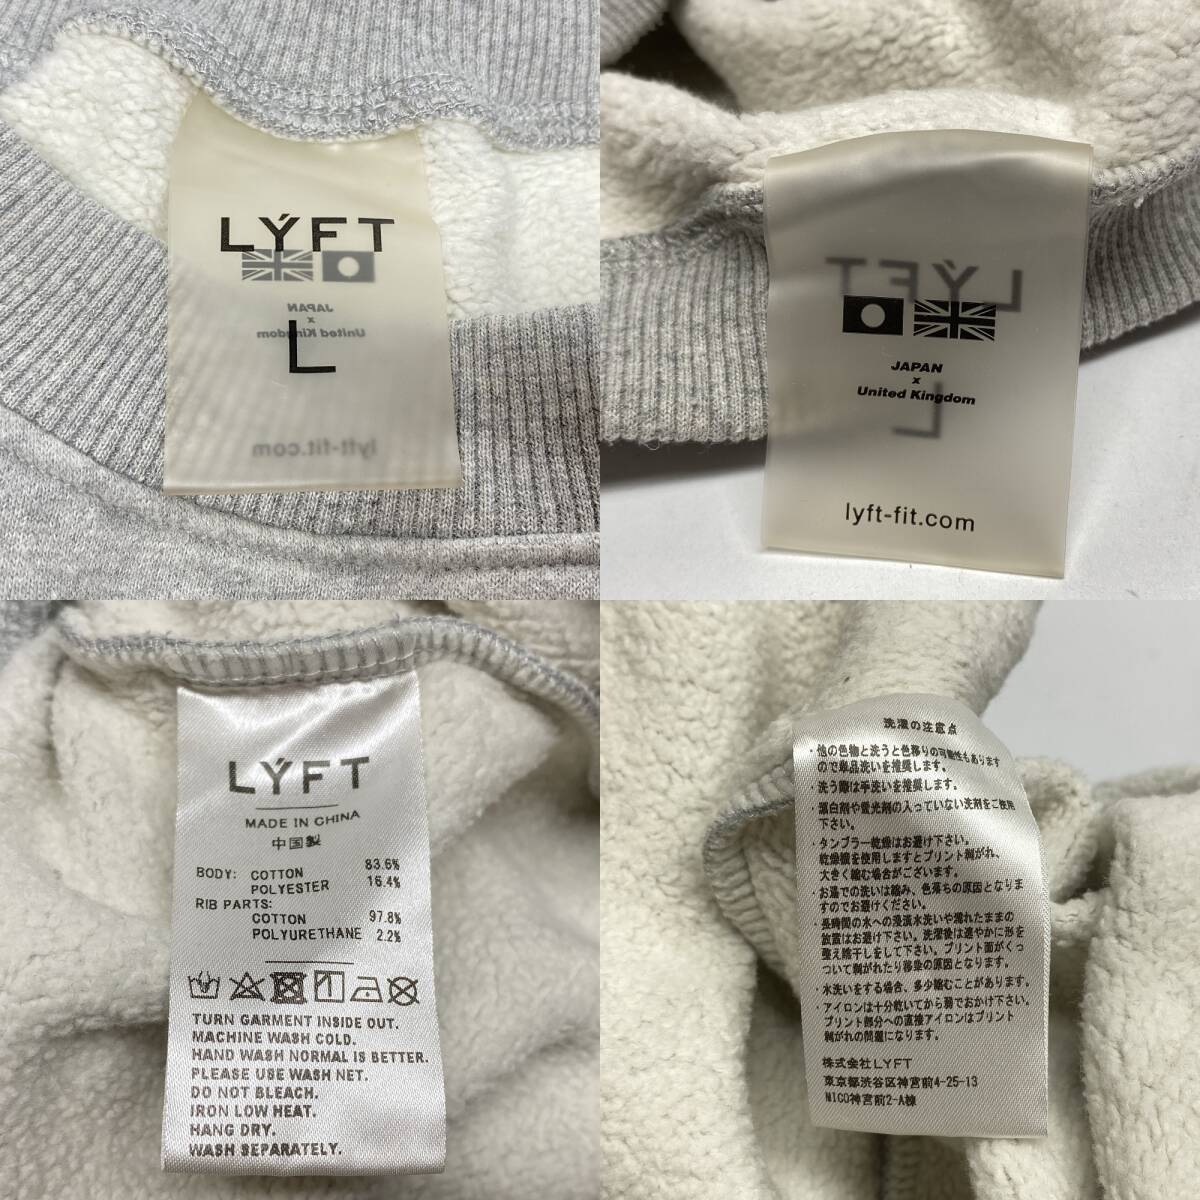 LÝFT
JAPAN
x
United Kingdom
L
lyft-fit.com
LÝFT
JAPAN
x
United Kingdom
L
lyft-fit.com
LÝFT
MADE IN CHINA
中国製
BODY: COTTON 83.6%
POLYESTER 16.4%
RIB PARTS:
COTTON 97.8%
POLYURETHANE 2.2%
TURN GARMENT INSIDE OUT.
MACHINE WASH COLD.
HAND WASH NORMAL IS BETTER.
PLEASE USE WASH NET.
DO NOT BLEACH.
IRON LOW HEAT.
HANG DRY.
WASH SEPARATELY.
洗濯の注意点
・他の色物と洗うと色移りの可能性もあります
ので単品洗いを推奨します。
・洗う際は手洗いを推奨します。
・漂白剤や蛍光剤の入っていない洗剤をご使用
下さい。
・タンブラー乾燥はお避け下さい。
乾燥機を使用しますとプリント剥がれ、
大きく縮む場合がございます。
・お湯での洗いは縮み、色落ちの原因となりま
すのでお避けください。
・長時間の水への浸漬水洗いや濡れたままの
放置はお避け下さい。洗濯後は速やかに形を
整え陰干しをして下さい。プリント面がくっ
ついて剥がれたり移染の原因となります。
・水洗いをする場合、多少縮むことがあります。
・アイロンは十分乾いてから弱でおかけ下さい。
プリント部分への直接アイロンはプリント
剥がれの問題になります。
株式会社LYFT
東京都渋谷区神宮前4-25-13
NICO神宮前2-A棟